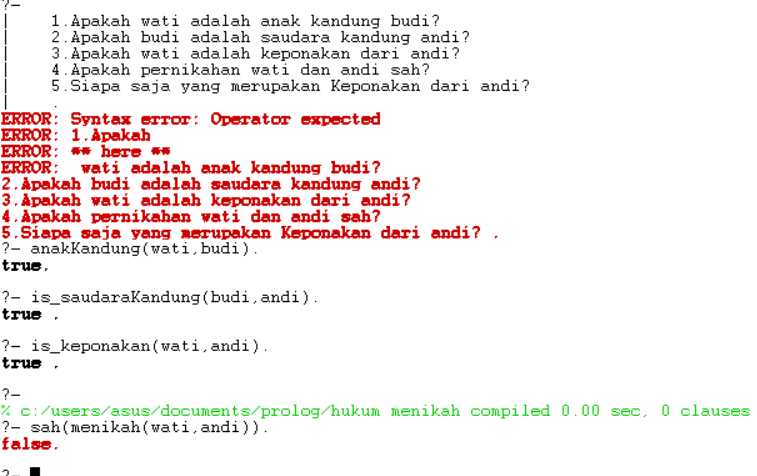 ?-
|    1.Apakah wati adalah anak kandung budi?
|    2.Apakah budi adalah saudara kandung andi?
|    3.Apakah wati adalah keponakan dari andi?
|    4.Apakah pernikahan wati dan andi sah?
|    5.Siapa saja yang merupakan Keponakan dari andi?
|    .
ERROR: Syntax error: Operator expected
ERROR: 1.Apakah
ERROR: ** here **
ERROR:  wati adalah anak kandung budi?
2.Apakah budi adalah saudara kandung andi?
3.Apakah wati adalah keponakan dari andi?
4.Apakah pernikahan wati dan andi sah?
5.Siapa saja yang merupakan Keponakan dari andi? .
?- anakKandung(wati,budi).
true.
?- is_saudaraKandung(budi,andi).
true .
?- is_keponakan(wati,andi).
true .
?-
% c:/users/asus/documents/prolog/hukum menikah compiled 0.00 sec, 0 clauses
?- sah(menikah(wati,andi)).
false.
?-